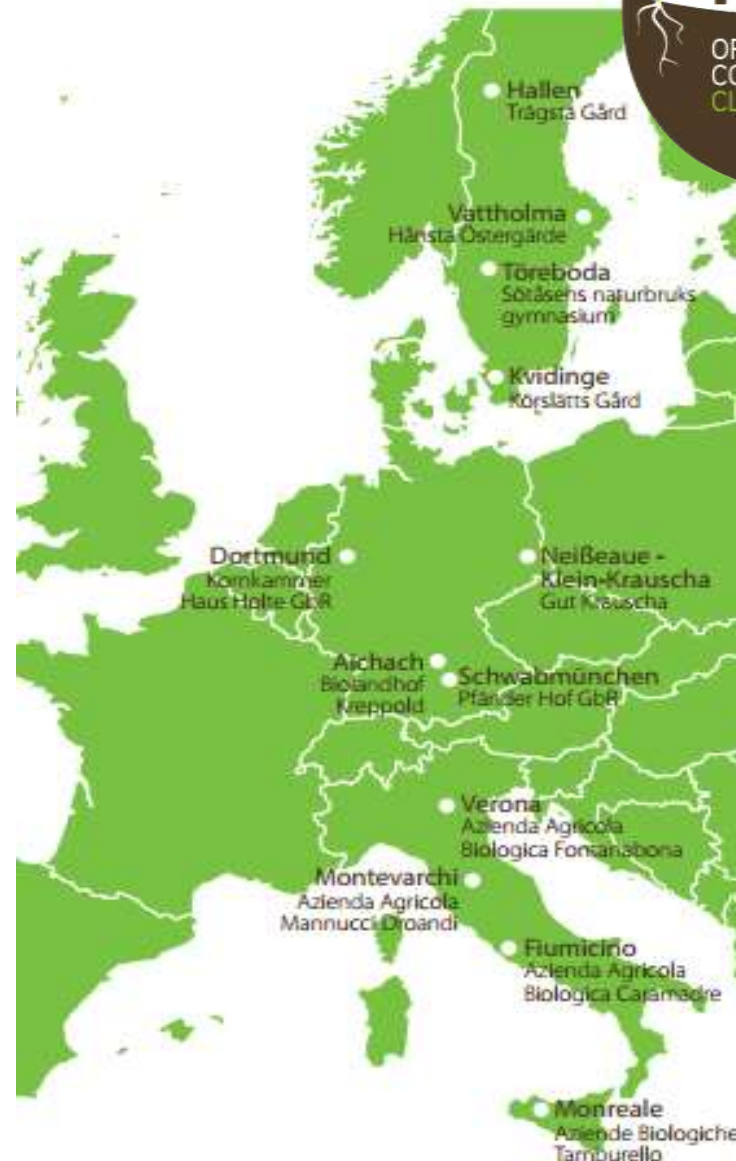 Hallen
Trägsta Gård
Vattholma
Hånsta Östergärde
Töreboda
Sötåsens naturbruks
gymnasium
Kvidinge
Körslätts Gård
Dortmund
Kornkammer
Haus Holte GbR
Neißeaue -
Klein-Krauscha
Gut Krauscha
Aichach
Biolandhof
Kreppold
Schwabmünchen
Pfänder Hof GbR
Verona
Azienda Agricola
Biologica Fontanabona
Montevarchi
Azienda Agricola
Mannucci Droandi
Fiumicino
Azienda Agricola
Biologica Caramadre
Monreale
Aziende Biologiche
Tamburello